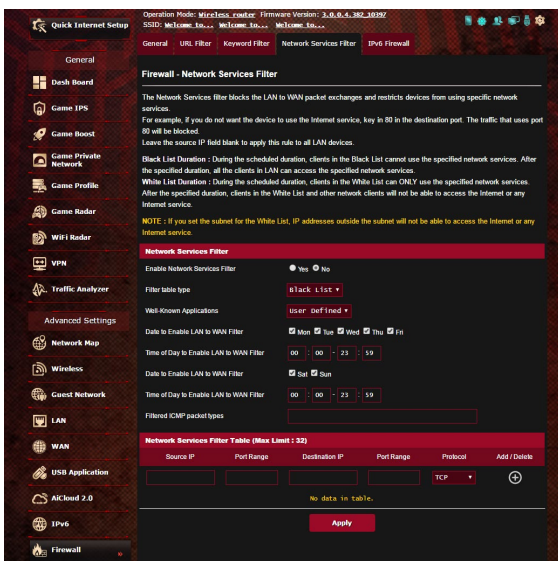 Quick Internet Setup
Operation Mode: Wireless router Firmware Version: 3.0.0.4.382_10397
SSID: Welcome to... Welcome to... Welcome to...
General URL Filter Keyword Filter Network Services Filter IPv6 Firewall
General
Dash Board
Game IPS
Game Boost
Game Private
Network
Game Profile
Game Radar
WiFi Radar
VPN
Traffic Analyzer
Advanced Settings
Network Map
Wireless
Guest Network
LAN
WAN
USB Application
AiCloud 2.0
IPv6
Firewall »
Firewall - Network Services Filter
The Network Services filter blocks the LAN to WAN packet exchanges and restricts devices from using specific network
services.
For example, if you do not want the device to use the Internet service, key in 80 in the destination port. The traffic that uses port
80 will be blocked.
Leave the source IP field blank to apply this rule to all LAN devices.
Black List Duration : During the scheduled duration, clients in the Black List cannot use the specified network services. After
the specified duration, all the clients in LAN can access the specified network services.
White List Duration : During the scheduled duration, clients in the White List can ONLY use the specified network services.
After the specified duration, clients in the White List and other network clients will not be able to access the Internet or any
Internet service.
NOTE : If you set the subnet for the White List, IP addresses outside the subnet will not be able to access the Internet or any
Internet service.
Network Services Filter
Enable Network Services Filter Yes No
Filter table type Black List
Well-Known Applications User Defined
Date to Enable LAN to WAN Filter Mon Tue Wed Thu Fri
Time of Day to Enable LAN to WAN Filter 00 : 00 - 23 : 59
Date to Enable LAN to WAN Filter Sat Sun
Time of Day to Enable LAN to WAN Filter 00 : 00 - 23 : 59
Filtered ICMP packet types
Network Services Filter Table (Max Limit : 32)
Source IP Port Range Destination IP Port Range Protocol Add / Delete
TCP
No data in table.
Apply